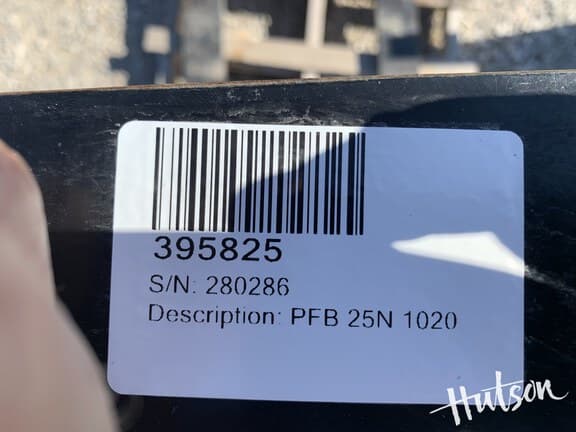 395825
S/N: 280286
Description: PFB 25N 1020
Hutson